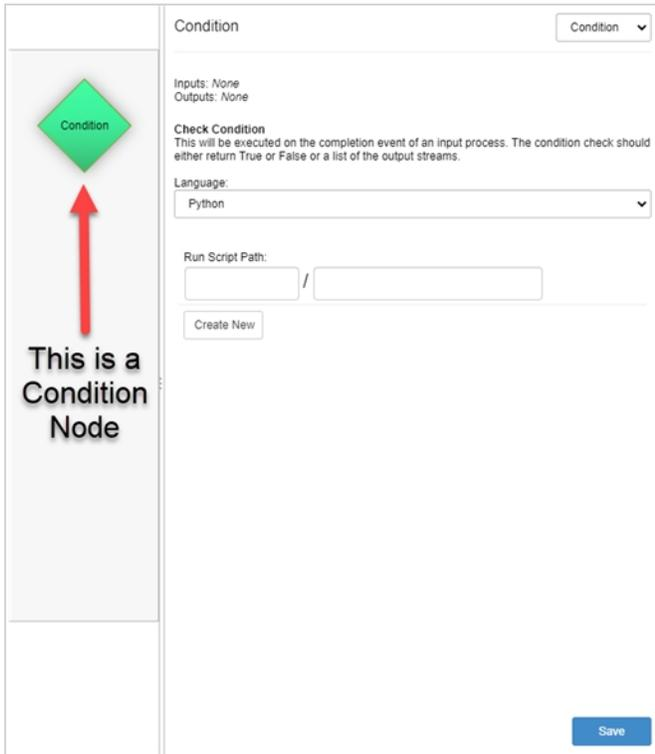 Condition
Condition
Inputs: None
Outputs: None
Check Condition
This will be executed on the completion event of an input process. The condition check should
either return True or False or a list of the output streams.
Language:
Python
Run Script Path:
/
Create New
Save
Condition
This is a
Condition
Node